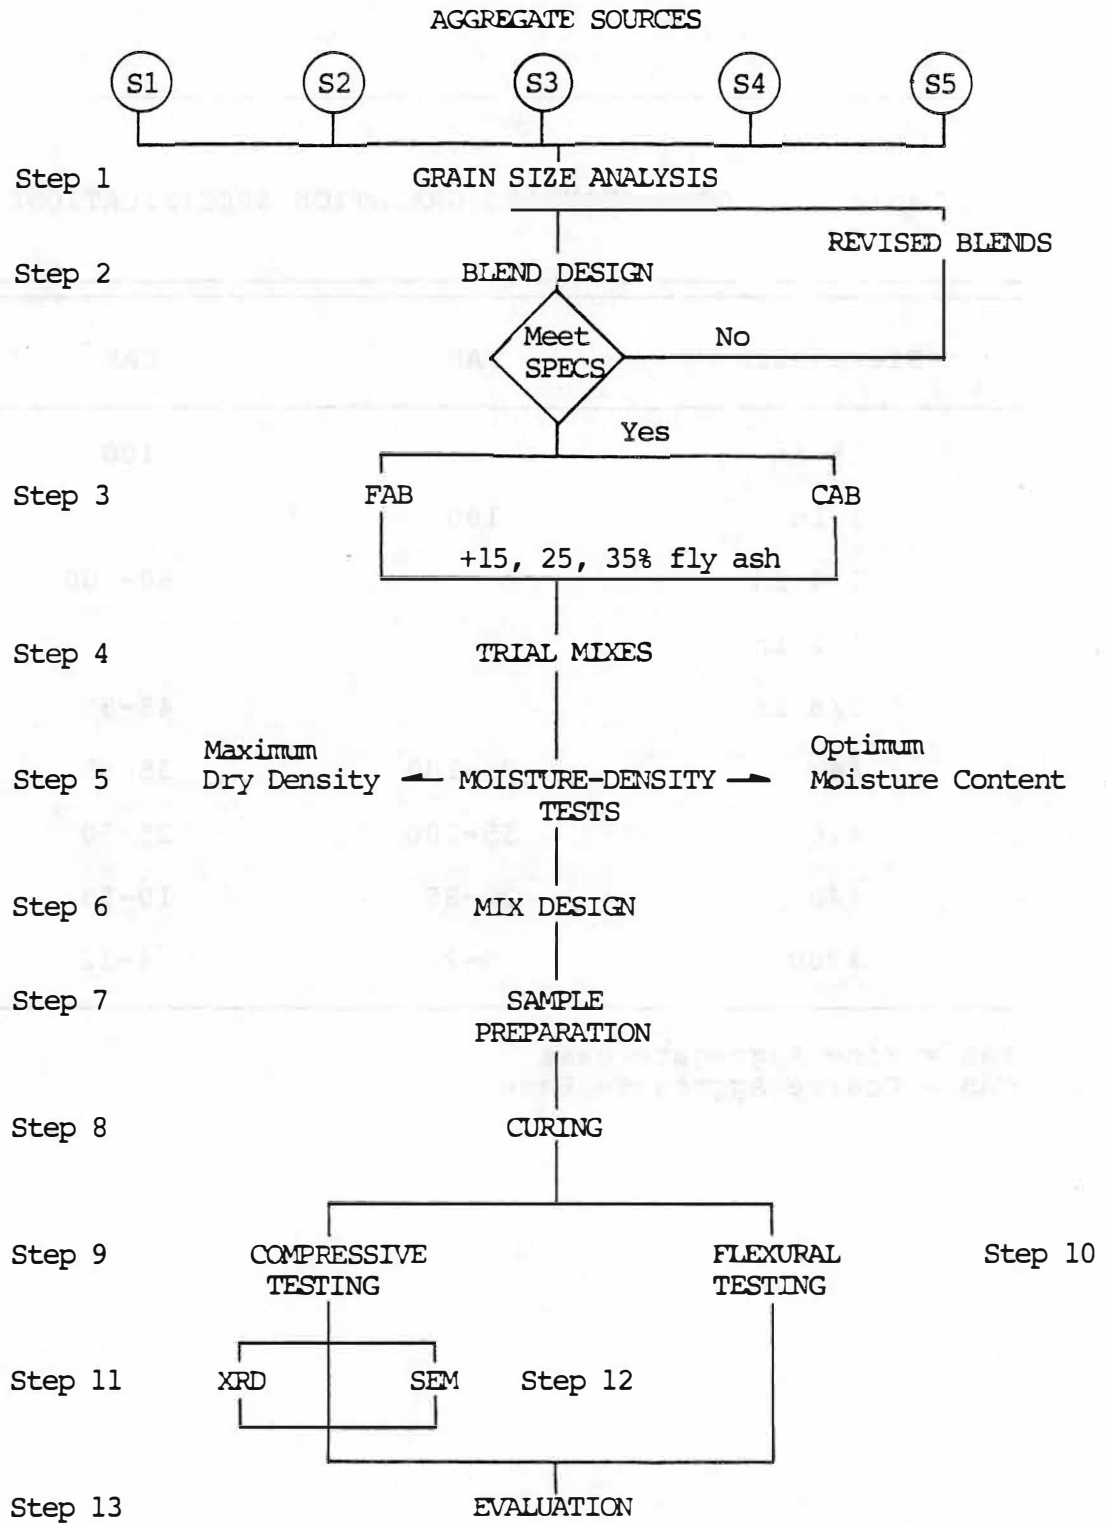 AGGREGATE SOURCES
S1 S2 S3 S4 S5
Step 1 GRAIN SIZE ANALYSIS
REVISED BLENDS
Step 2 BLEND DESIGN
Meet No
SPECS
Yes
Step 3 FAB CAB
+15, 25, 35% fly ash
Step 4 TRIAL MIXES
Maximum Optimum
Step 5 Dry Density MOISTURE-DENSITY Moisture Content
TESTS
Step 6 MIX DESIGN
Step 7 SAMPLE
PREPARATION
Step 8 CURING
Step 9 COMPRESSIVE FLEXURAL Step 10
TESTING TESTING
Step 11 XRD SEM Step 12
Step 13 EVALUATION